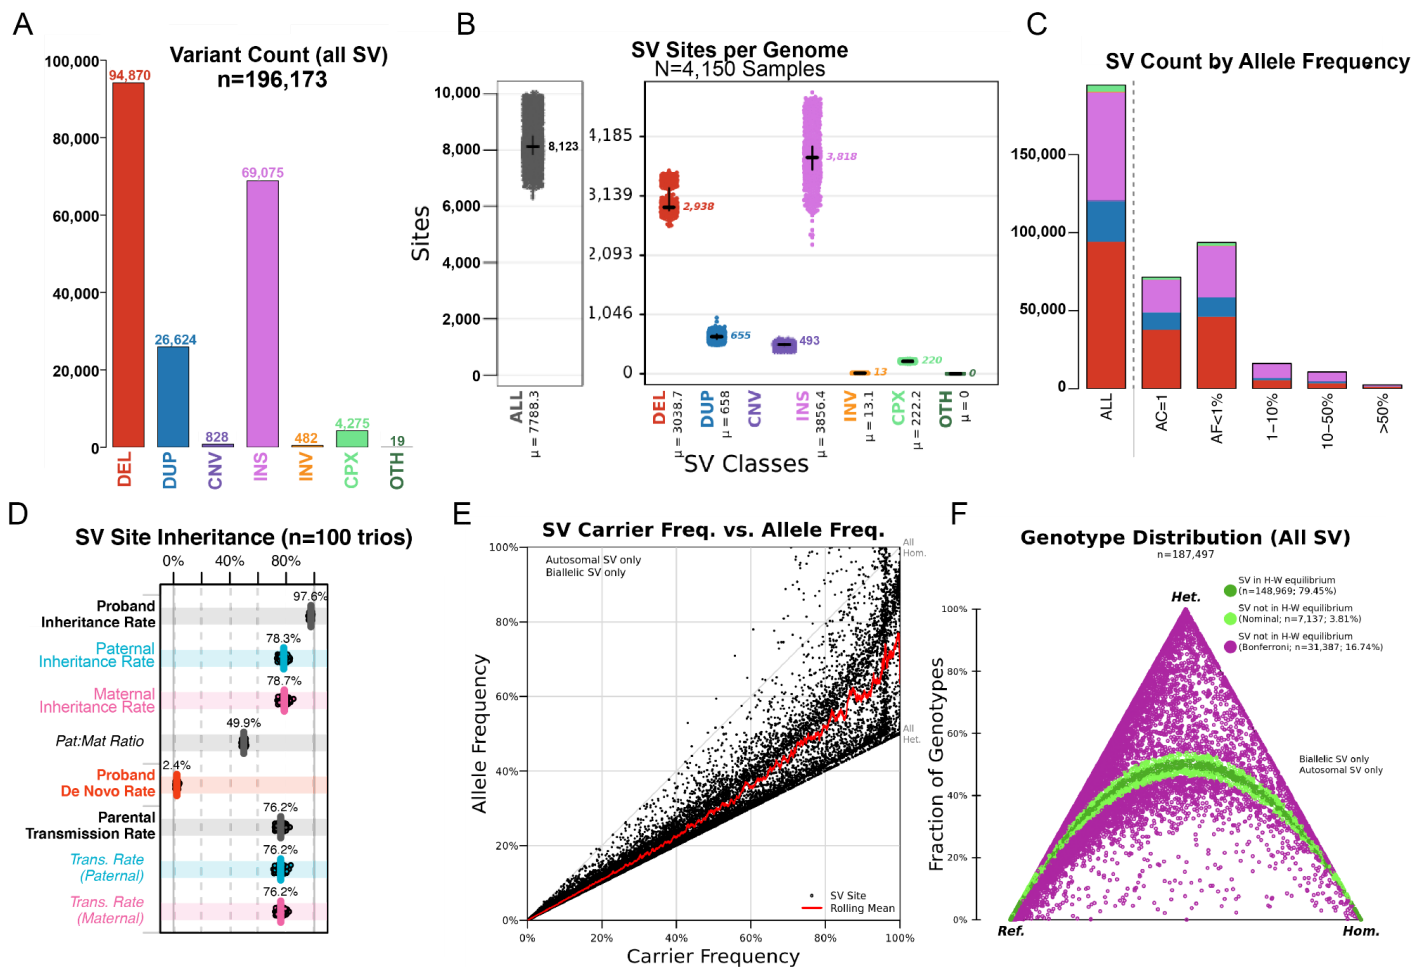 A
Variant Count (all SV)
n=196,173
100,000
80,000
60,000
40,000
20,000
0
94,870
26,624
828
69,075
482
4,275
19
DEL
DUP
CNV
INS
INV
CPX
OTH
B
SV Sites per Genome
N=4,150 Samples
Sites
10,000
8,000
6,000
4,000
2,000
0
8,123
4,185
3,139
2,093
1,046
0
2,938
655
493
3,818
13
220
0
ALL
μ = 7788.3
DEL
μ = 3038.7
DUP
μ = 658
CNV
INS
μ = 3856.4
INV
μ = 13.1
CPX
μ = 222.2
OTH
μ = 0
SV Classes
C
SV Count by Allele Frequency
150,000
100,000
50,000
0
ALL
AC=1
AF<1%
1-10%
10-50%
>50%
D
SV Site Inheritance (n=100 trios)
0%
40%
80%
Proband
Inheritance Rate
97.6%
Paternal
Inheritance Rate
78.3%
Maternal
Inheritance Rate
78.7%
Pat:Mat Ratio
49.9%
Proband
De Novo Rate
2.4%
Parental
Transmission Rate
76.2%
Trans. Rate
(Paternal)
76.2%
Trans. Rate
(Maternal)
76.2%
E
SV Carrier Freq. vs. Allele Freq.
Autosomal SV only
Biallelic SV only
All
Hom.
All
Het.
Allele Frequency
100%
80%
60%
40%
20%
0%
0%
20%
40%
60%
80%
100%
Carrier Frequency
SV Site
Rolling Mean
F
Genotype Distribution (All SV)
n=187,497
SV in H-W equilibrium
(n=148,969; 79.45%)
SV not in H-W equilibrium
(Nominal; n=7,137; 3.81%)
SV not in H-W equilibrium
(Bonferroni; n=31,387; 16.74%)
Het.
Fraction of Genotypes
100%
80%
60%
40%
20%
0%
Biallelic SV only
Autosomal SV only
Ref.
Hom.